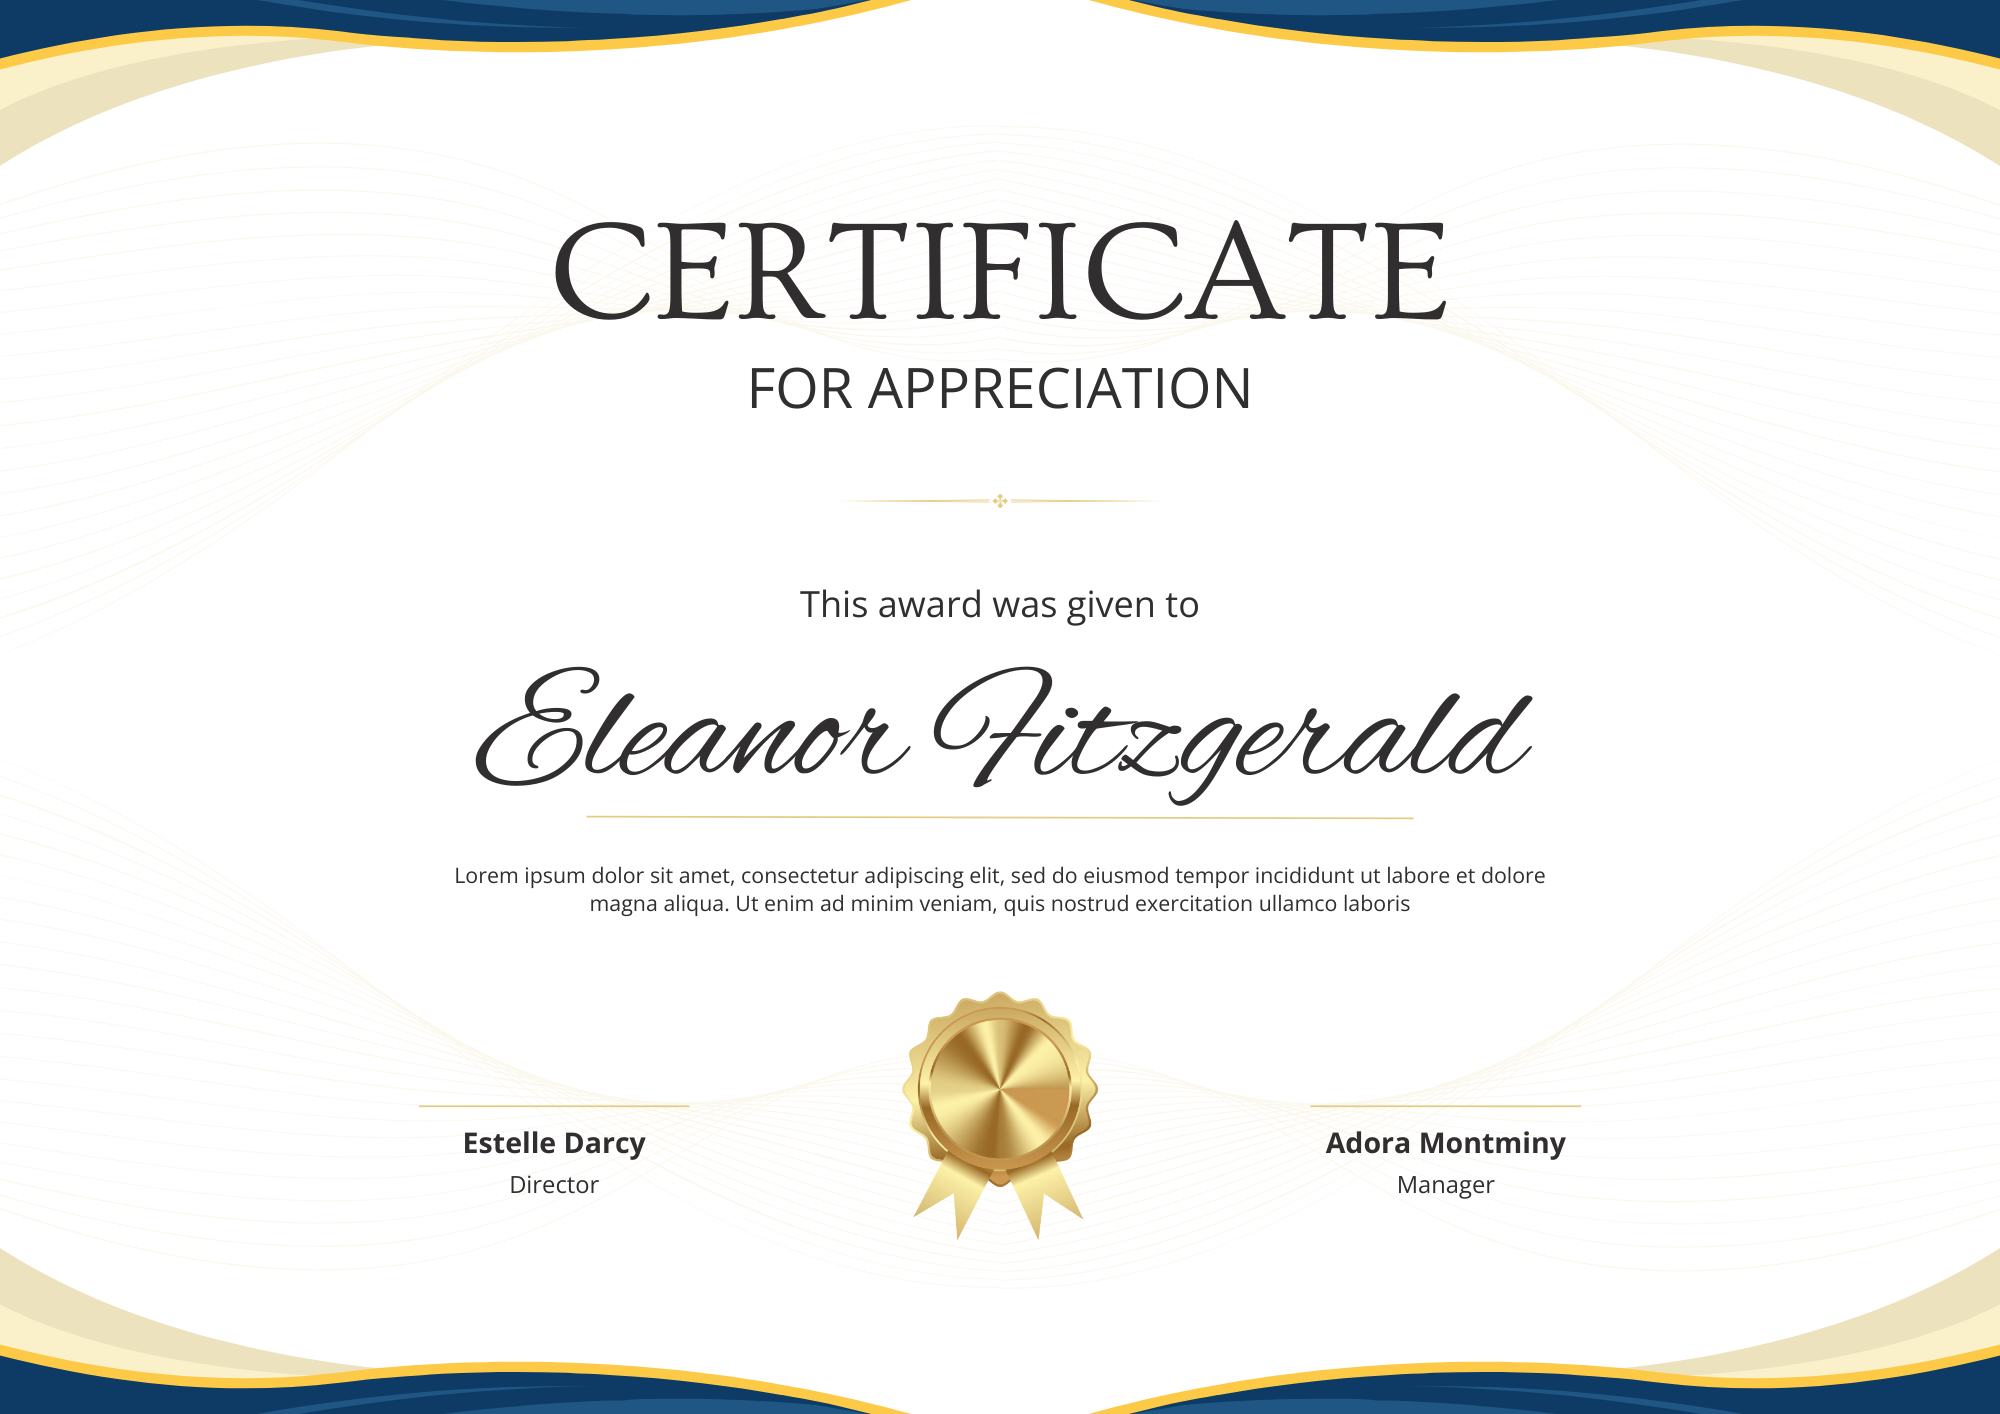 CERTIFICATE
FOR APPRECIATION
This award was given to
Eleanor Fitzgerald
Lorem ipsum dolor sit amet, consectetur adipiscing elit, sed do eiusmod tempor incididunt ut labore et dolore
magna aliqua. Ut enim ad minim veniam, quis nostrud exercitation ullamco laboris
Estelle Darcy
Director
Adora Montminy
Manager